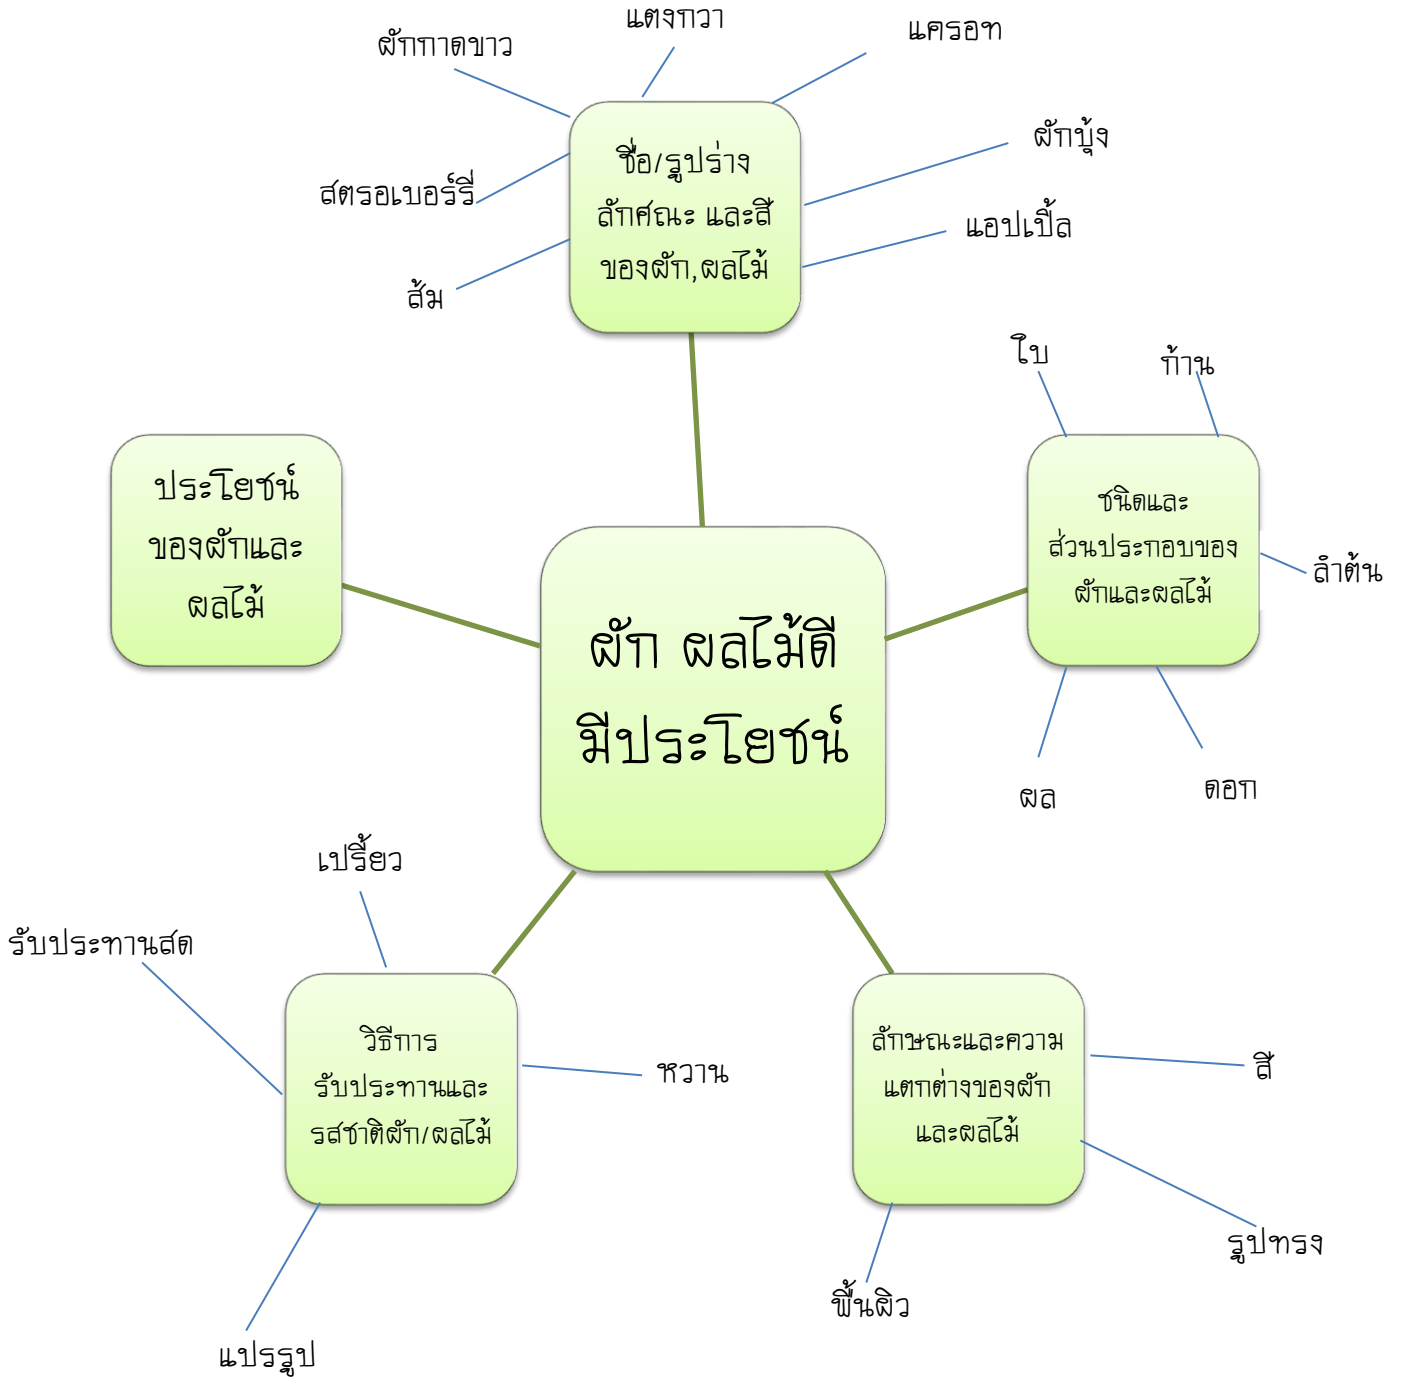 แตงกวา
แครอท
ผักกาดขาว
ผักบุ้ง
ชื่อ/รูปร่าง
ลักศณะ และสี
ของผัก,ผลไม้
สตรอเบอร์รี่
แอปเปิ้ล
ส้ม
ใบ
ก้าน
ประโยชน์
ของผักและ
ผลไม้
ชนิดและ
ส่วนประกอบของ
ผักและผลไม้
ลำต้น
ผัก ผลไม้ดี
มีประโยชน์
ผล
ดอก
เปรี้ยว
รับประทานสด
วิธีการ
รับประทานและ
รสชาติผัก/ผลไม้
หวาน
ลักษณะและความ
แตกต่างของผัก
และผลไม้
สี
รูปทรง
พื้นผิว
แปรรูป